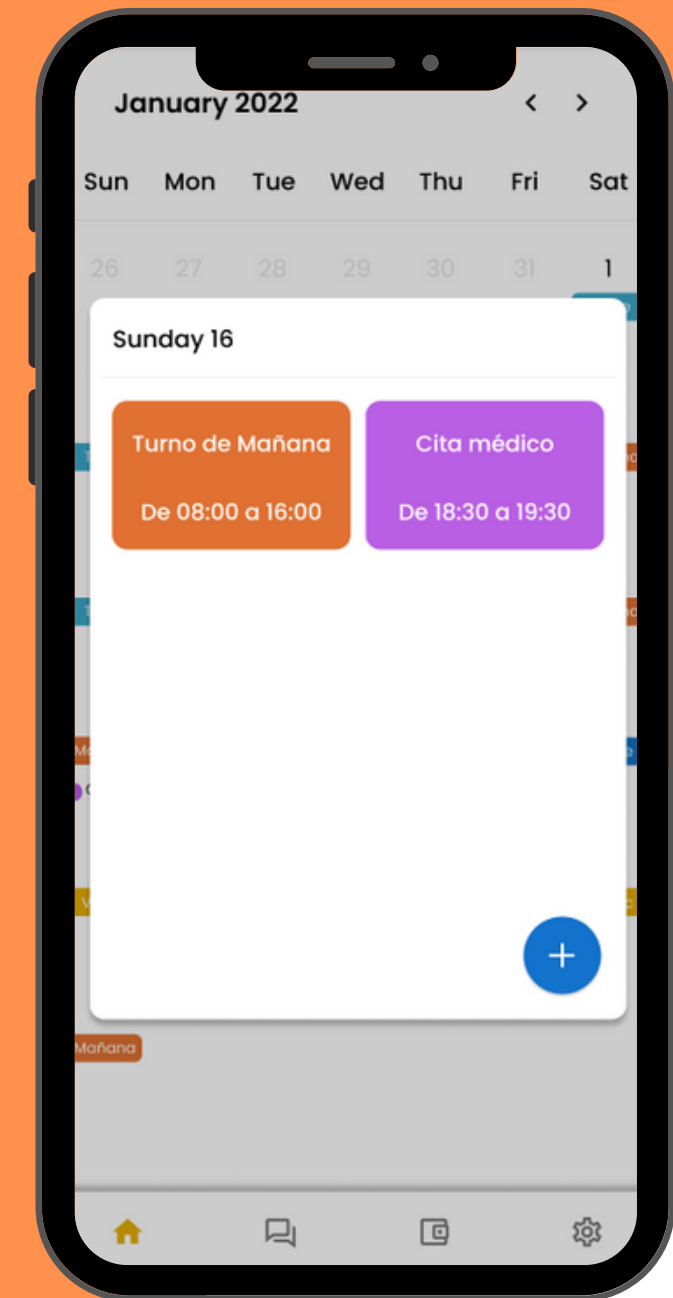 January 2022
Sun Mon Tue Wed Thu Fri Sat
26 27 28 29 30 31 1
Sunday 16
Turno de Mañana
De 08:00 a 16:00
Cita médico
De 18:30 a 19:30
Mañana